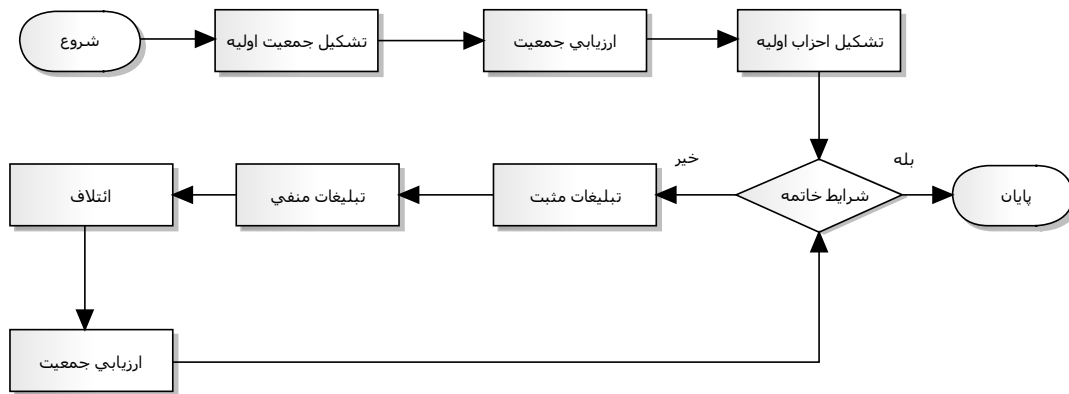 شروع
تشکيل جمعيت اوليه
ارزيابي جمعيت
تشکيل احزاب اوليه
شرايط خاتمه
بله
پايان
خير
تبليغات مثبت
تبليغات منفي
ائتلاف
ارزيابي جمعيت